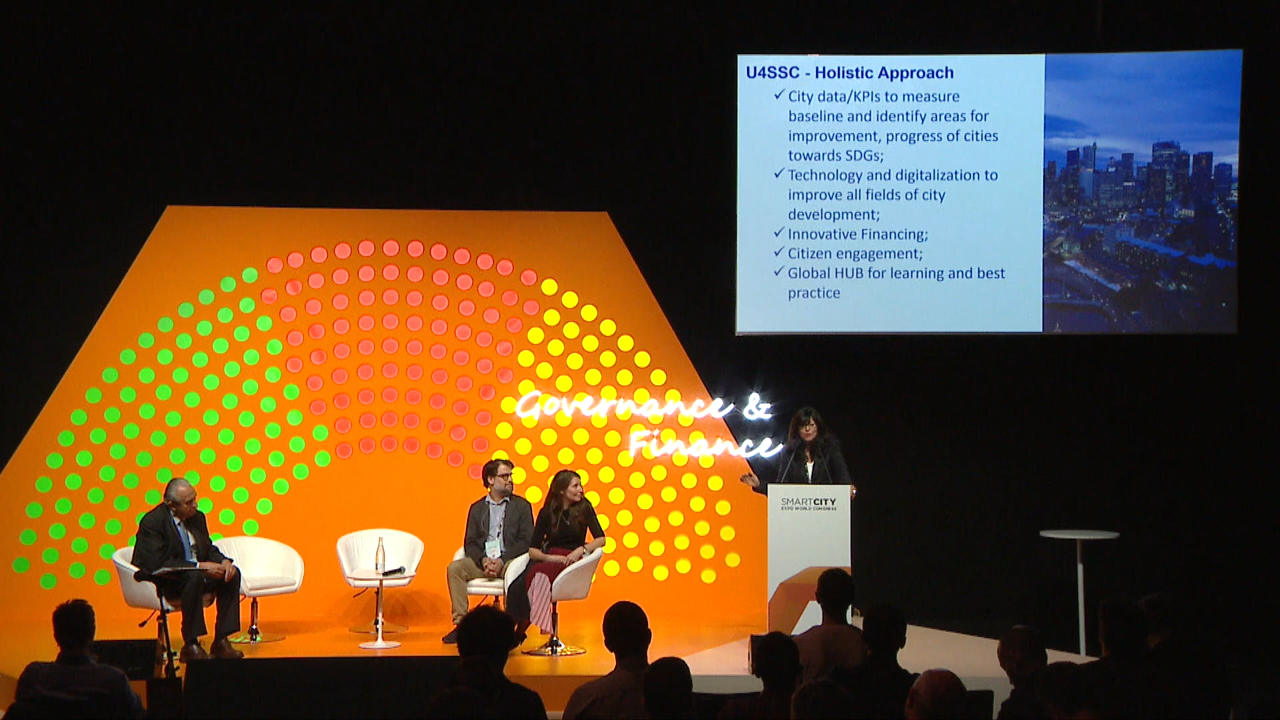 U4SSC - Holistic Approach
✓ City data/KPIs to measure
baseline and identify areas for
improvement, progress of cities
towards SDGs;
✓ Technology and digitalization to
improve all fields of city
development;
✓ Innovative Financing;
✓ Citizen engagement;
✓ Global HUB for learning and best
practice
Governance &
Finance
SMARTCITY
EXPO WORLD CONGRESS